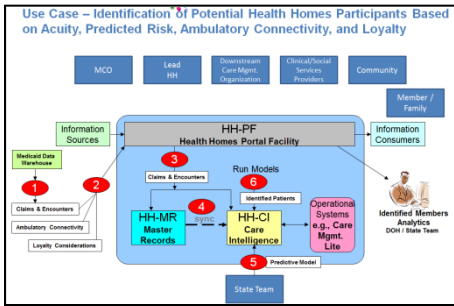 Use Case – Identification of Potential Health Homes Participants Based
on Acuity, Predicted Risk, Ambulatory Connectivity, and Loyalty
MCO
Lead
HH
Downstream
Care Mgmt.
Organization
Clinical/Social
Services
Providers
Community
Member /
Family
Information
Sources
HH-PF
Health Homes Portal Facility
Information
Consumers
Medicaid Data
Warehouse
1
2
3
Claims & Encounters
Run Models
6
Identified Patients
Claims & Encounters
Ambulatory Connectivity
Loyalty Considerations
HH-MR
Master
Records
4
sync
HH-CI
Care
Intelligence
Operational
Systems
e.g., Care
Mgmt.
Lite
Identified Members
Analytics
DOH / State Team
5
Predictive Model
State Team